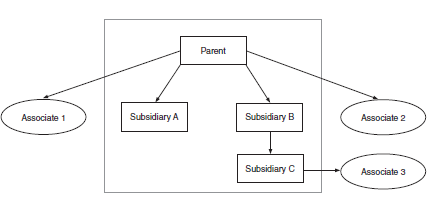 Parent
Associate 1
Subsidiary A
Subsidiary B
Associate 2
Subsidiary C
Associate 3